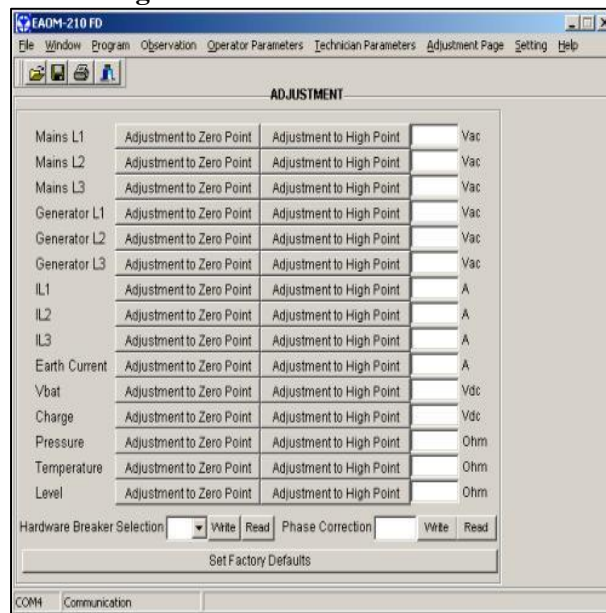 EAOM-210 FD
File Window Program Observation Operator Parameters Technician Parameters Adjustment Page Setting Help
ADJUSTMENT
Mains L1 Adjustment to Zero Point Adjustment to High Point Vac
Mains L2 Adjustment to Zero Point Adjustment to High Point Vac
Mains L3 Adjustment to Zero Point Adjustment to High Point Vac
Generator L1 Adjustment to Zero Point Adjustment to High Point Vac
Generator L2 Adjustment to Zero Point Adjustment to High Point Vac
Generator L3 Adjustment to Zero Point Adjustment to High Point Vac
IL1 Adjustment to Zero Point Adjustment to High Point A
IL2 Adjustment to Zero Point Adjustment to High Point A
IL3 Adjustment to Zero Point Adjustment to High Point A
Earth Current Adjustment to Zero Point Adjustment to High Point A
Vbat Adjustment to Zero Point Adjustment to High Point Vdc
Charge Adjustment to Zero Point Adjustment to High Point Vdc
Pressure Adjustment to Zero Point Adjustment to High Point Ohm
Temperature Adjustment to Zero Point Adjustment to High Point Ohm
Level Adjustment to Zero Point Adjustment to High Point Ohm
Hardware Breaker Selection Write Read Phase Correction Write Read
Set Factory Defaults
COM4 Communication